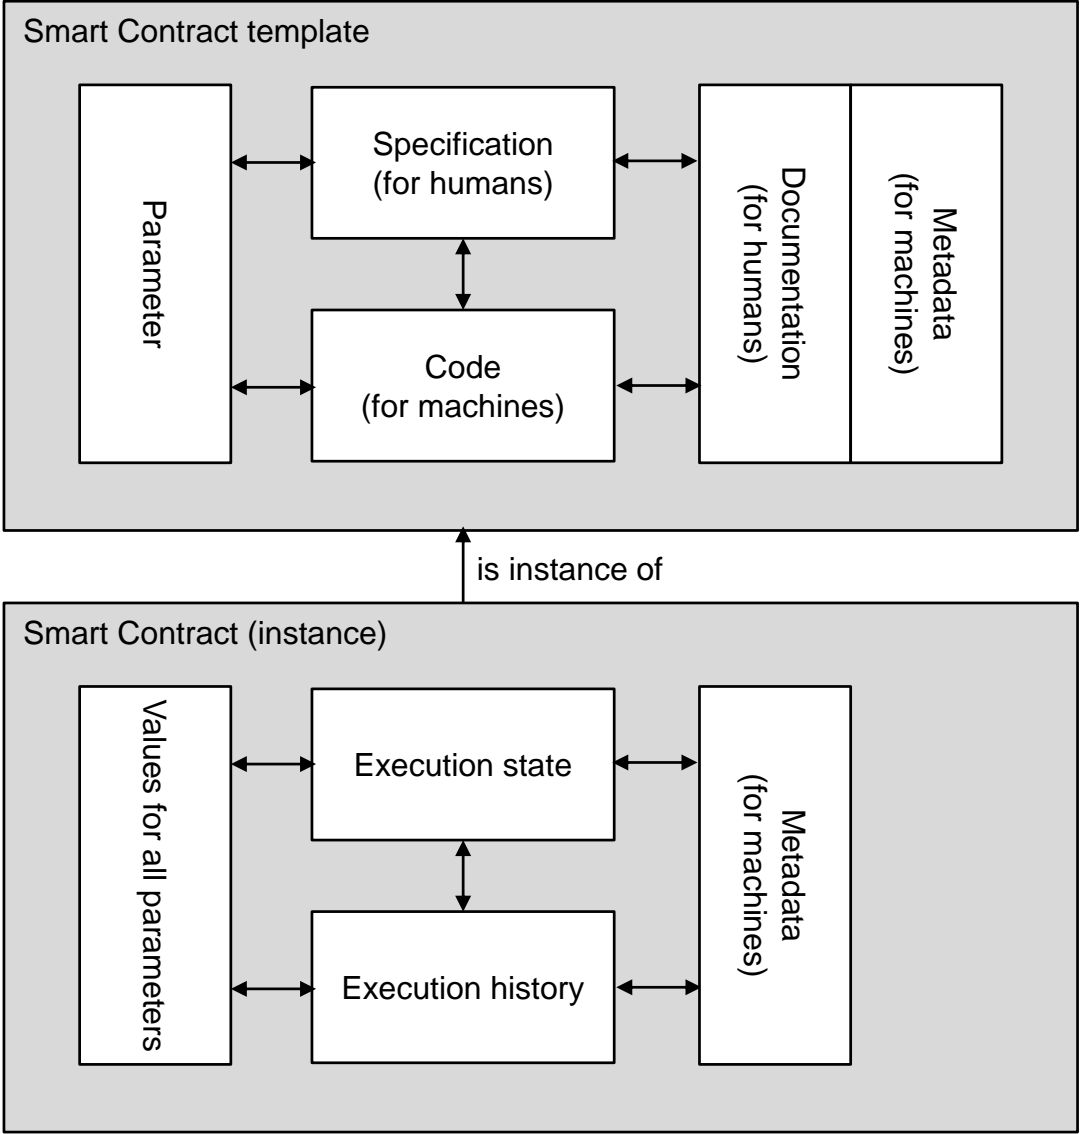 Smart Contract template
Parameter
Specification
(for humans)
Code
(for machines)
Documentation
(for humans)
Metadata
(for machines)
is instance of
Smart Contract (instance)
Values for all parameters
Execution state
Execution history
Metadata
(for machines)